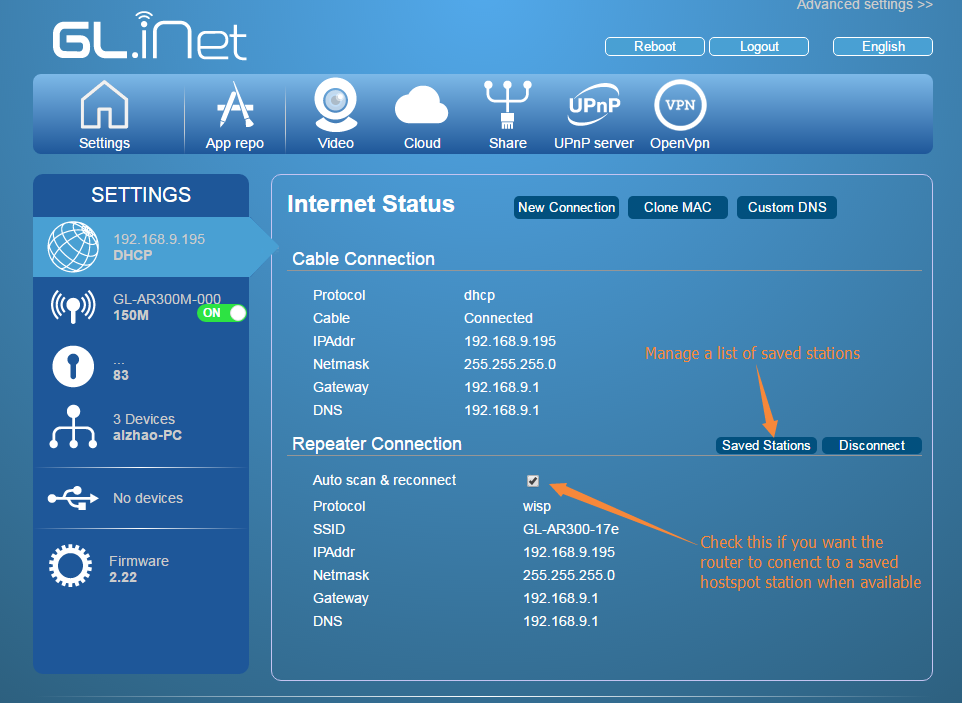 Advanced settings >>
GL.iNet
Reboot
Logout
English
Settings
App repo
Video
Cloud
Share
UPnP
UPnP server
VPN
OpenVpn
SETTINGS
192.168.9.195
DHCP
GL-AR300M-000
150M
ON
...
83
3 Devices
alzhao-PC
No devices
Firmware
2.22
Internet Status
New Connection
Clone MAC
Custom DNS
Cable Connection
Protocol dhcp
Cable Connected
IPAddr 192.168.9.195
Netmask 255.255.255.0
Gateway 192.168.9.1
DNS 192.168.9.1
Manage a list of saved stations
Repeater Connection
Saved Stations
Disconnect
Auto scan & reconnect
Protocol wisp
SSID GL-AR300-17e
IPAddr 192.168.9.195
Netmask 255.255.255.0
Gateway 192.168.9.1
DNS 192.168.9.1
Check this if you want the
router to conenct to a saved
hostspot station when available